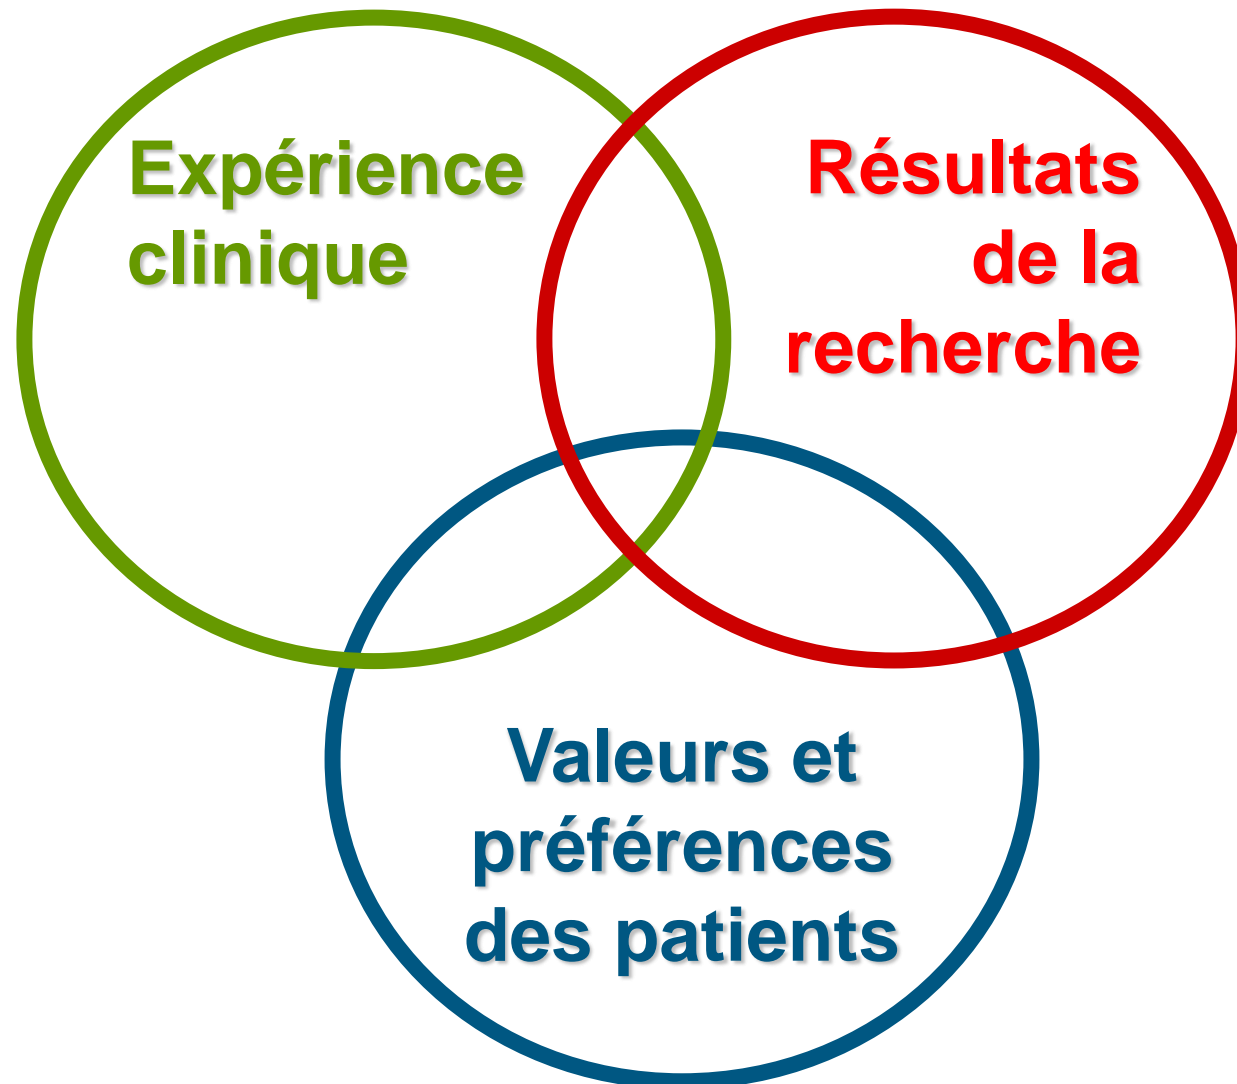 Expérience
clinique
Résultats
de la
recherche
Valeurs et
préférences
des patients